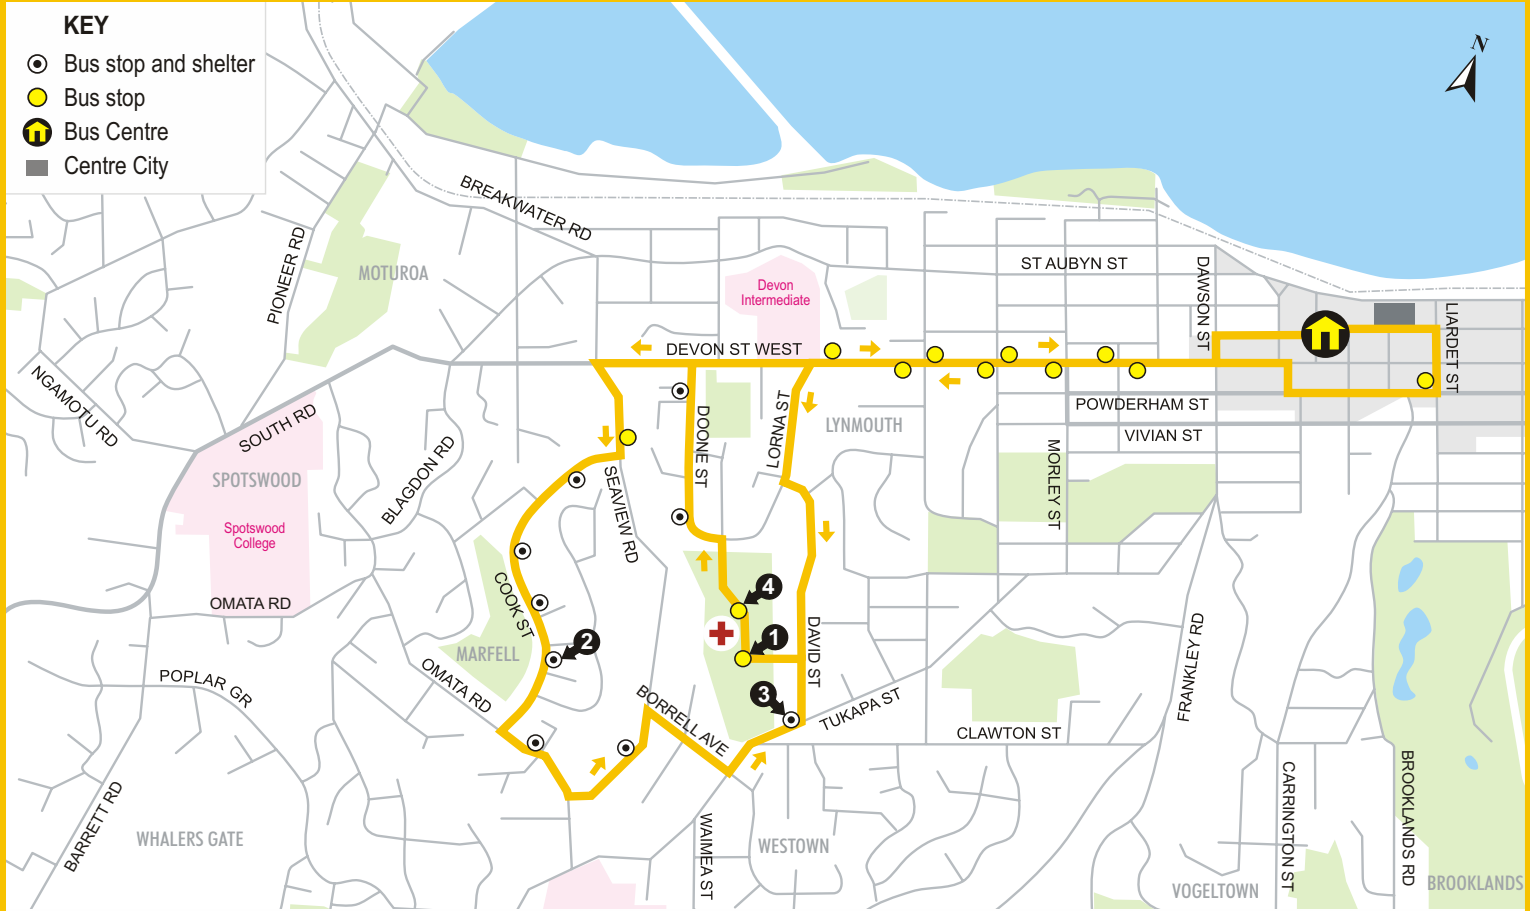 KEY
Bus stop and shelter
Bus stop
Bus Centre
Centre City
N
BREAKWATER RD
PIONEER RD
MOTUROA
ST AUBYN ST
DAWSON ST
Devon
Intermediate
LIARDET ST
DEVON ST WEST
NGAMOTU RD
SOUTH RD
DOONE ST
LORNA ST
LYNMOUTH
POWDERHAM ST
VIVIAN ST
SPOTSWOOD
BLAGDON RD
SEAVIEW RD
MORLEY ST
Spotswood
College
COOK ST
OMATA RD
4
1
2
3
DAVID ST
FRANKLEY RD
MARFELL
OMATA RD
POPLAR GR
BORRELL AVE
TUKAPA ST
CLAWTON ST
BARRETT RD
WHALERS GATE
WAIMEA ST
WESTOWN
CARRINGTON ST
BROOKLANDS RD
VOGELTOWN
BROOKLANDS